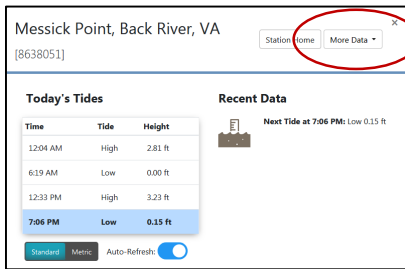 Messick Point, Back River, VA
[8638051]
Station Home
More Data
×
Today's Tides
Time Tide Height
12:04 AM High 2.81 ft
6:19 AM Low 0.00 ft
12:33 PM High 3.23 ft
7:06 PM Low 0.15 ft
Standard Metric Auto-Refresh:
Recent Data
Next Tide at 7:06 PM: Low 0.15 ft